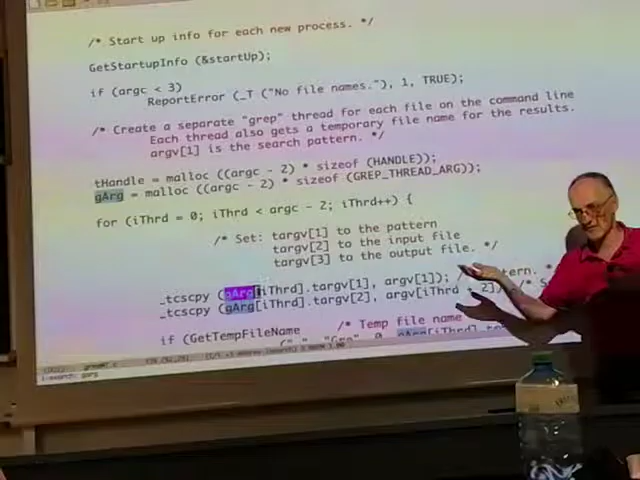 /* Start up info for each new process. */
GetStartupInfo (&startUp);
if (argc < 3)
ReportError (_T ("No file names."), 1, TRUE);
/* Create a separate "grep" thread for each file on the command line
Each thread also gets a temporary file name for the results.
argv[1] is the search pattern. */
tHandle = malloc ((argc - 2) * sizeof (HANDLE));
gArg = malloc ((argc - 2) * sizeof (GREP_THREAD_ARG));
for (iThrd = 0; iThrd < argc - 2; iThrd++) {
/* Set: targv[1] to the pattern
targv[2] to the input file
targv[3] to the output file. */
_tcscpy (gArg[iThrd].targv[1], argv[1]); /* tern. *
_tcscpy (gArg[iThrd].targv[2], argv[iThrd + 2]) /* S
if (GetTempFileName /* Temp file name